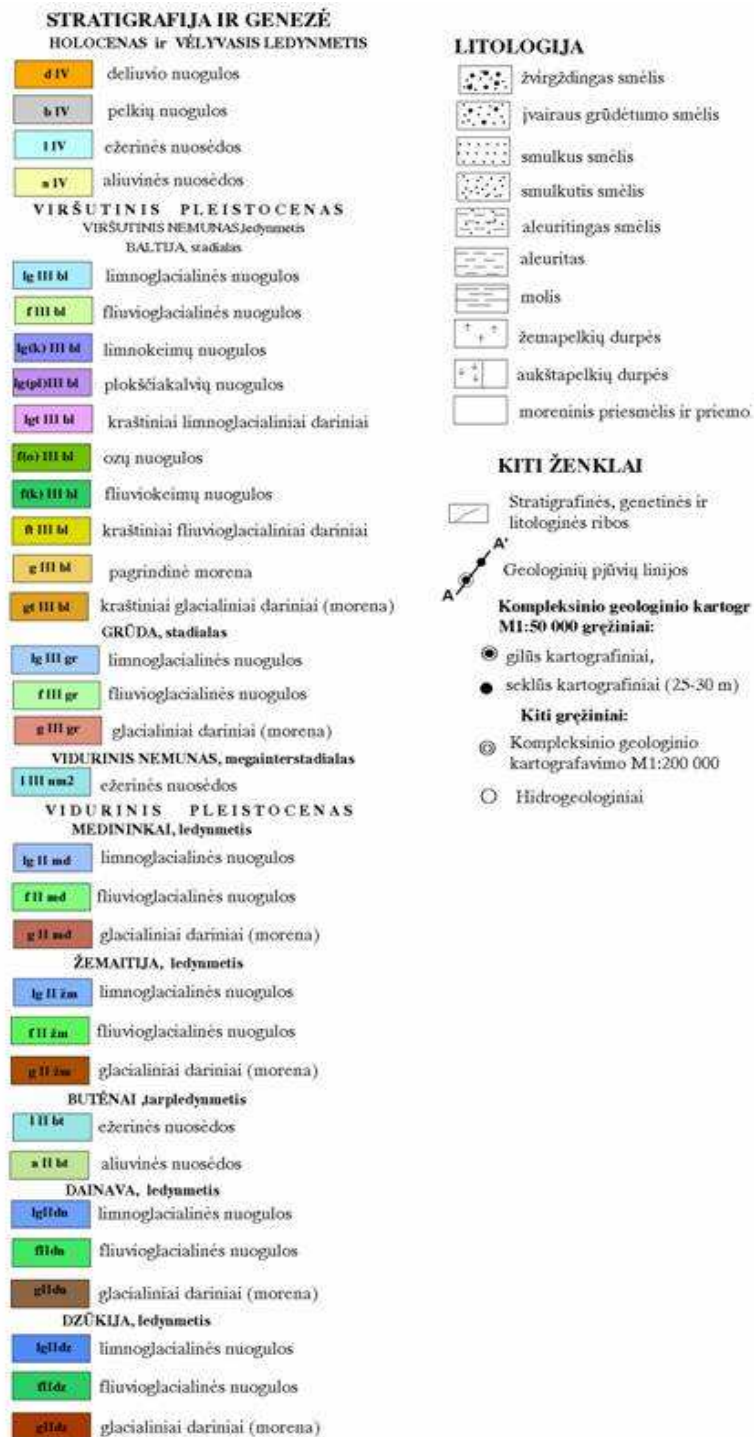 STRATIGRAFIJA IR GENEZĖ
HOLOCENAS ir VĖLYVASIS LEDYNMETIS
d IV deliuvio nuogulos
b IV pelkių nuogulos
l IV ežerinės nuosėdos
a IV aliuvinės nuosėdos
VIRŠUTINIS PLEISTOCENAS
VIRŠUTINIS NEMUNAS,ledynmetis
BALTIJA, stadialas
lg III bl limnoglacialinės nuogulos
f III bl fliuvioglacialinės nuogulos
lg(k) III bl limnokeimų nuogulos
lg(pl)III bl plokščiakalvių nuogulos
lgt III bl kraštiniai limnoglacialiniai dariniai
f(o) III bl ozų nuogulos
f(k) III bl fliuviokeimų nuogulos
ft III bl kraštiniai fliuvioglacialiniai dariniai
g III bl pagrindinė morena
gt III bl kraštiniai glacialiniai dariniai (morena)
GRŪDA, stadialas
lg III gr limnoglacialinės nuogulos
f III gr fliuvioglacialinės nuogulos
g III gr glacialiniai dariniai (morena)
VIDURINIS NEMUNAS, megainterstadialas
l III nm2 ežerinės nuosėdos
VIDURINIS PLEISTOCENAS
MEDININKAI, ledynmetis
lg II md limnoglacialinės nuogulos
f II md fliuvioglacialinės nuogulos
g II md glacialiniai dariniai (morena)
ŽEMAITIJA, ledynmetis
lg II žm limnoglacialinės nuogulos
f II žm fliuvioglacialinės nuogulos
g II žm glacialiniai dariniai (morena)
BUTĖNAI ,tarpledynmetis
l II bt ežerinės nuosėdos
a II bt aliuvinės nuosėdos
DAINAVA, ledynmetis
lgIIdn limnoglacialinės nuogulos
fIIdn fliuvioglacialinės nuogulos
gIIdn glacialiniai dariniai (morena)
DZŪKIJA, ledynmetis
lgIIdz limnoglacialinės nuogulos
fIIdz fliuvioglacialinės nuogulos
gIIdz glacialiniai dariniai (morena)
LITOLOGIJA
žvirgždingas smėlis
įvairaus grūdėtumo smėlis
smulkus smėlis
smulkutis smėlis
aleuritingas smėlis
aleuritas
molis
žemapelkių durpės
aukštapelkių durpės
moreninis priesmėlis ir priemo
KITI ŽENKLAI
Stratigrafinės, genetinės ir
litologinės ribos
A A'
Geologinių pjūvių linijos
Kompleksinio geologinio kartogr
M1:50 000 gręžiniai:
gilūs kartografiniai,
seklūs kartografiniai (25-30 m)
Kiti gręžiniai:
Kompleksinio geologinio
kartografavimo M1:200 000
Hidrogeologiniai